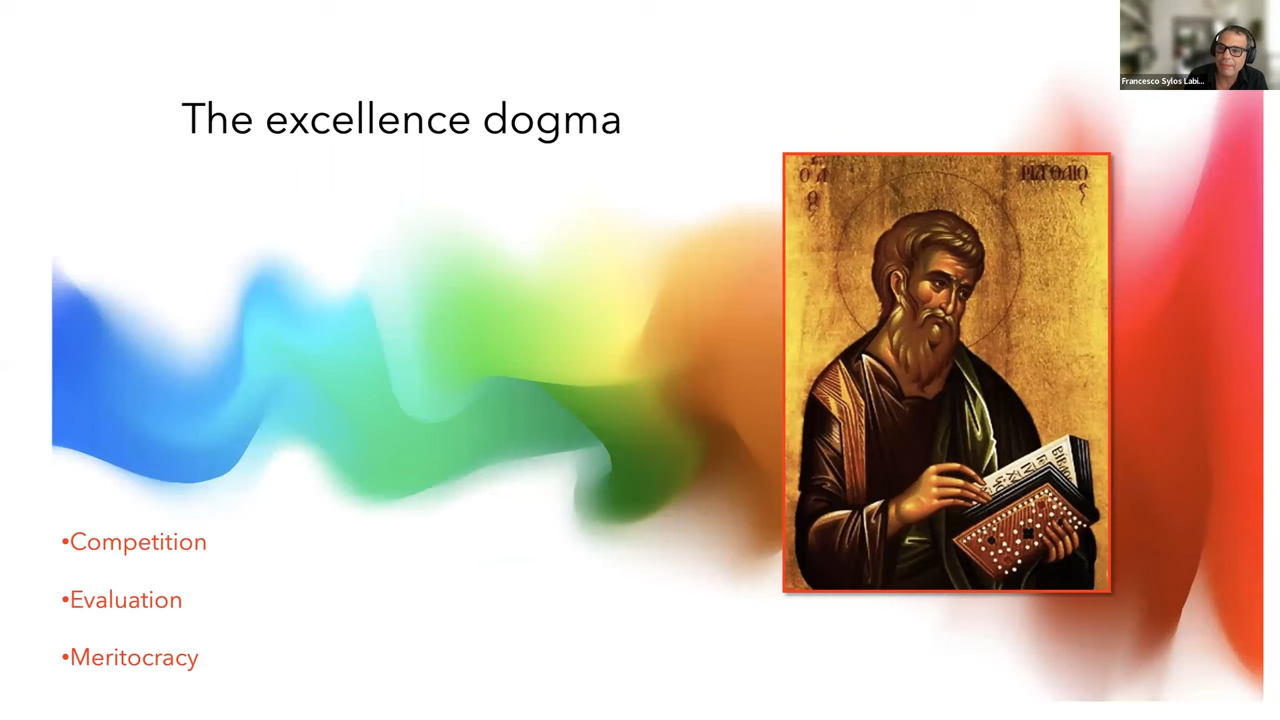 Francesco Sylos Labi...
The excellence dogma
•Competition
•Evaluation
•Meritocracy